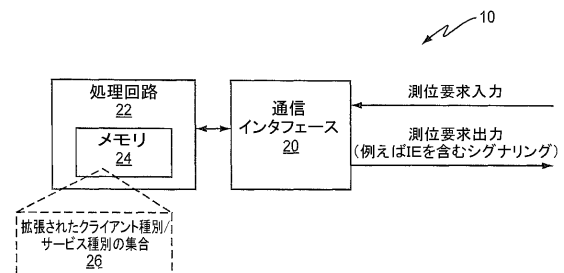 10
処理回路
22
メモリ
24
通信
インタフェース
20
測位要求入力
測位要求出力
(例えばIEを含むシグナリング)
拡張されたクライアント種別/
サービス種別の集合
26